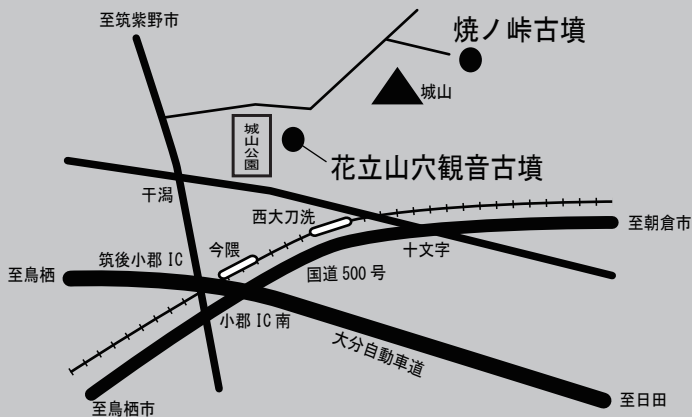 至筑紫野市
焼ノ峠古墳
城山
城山公園
花立山穴観音古墳
干潟
西大刀洗
至朝倉市
今隈
十文字
筑後小郡 IC
国道 500 号
至鳥栖
小郡 IC 南
大分自動車道
至日田
至鳥栖市